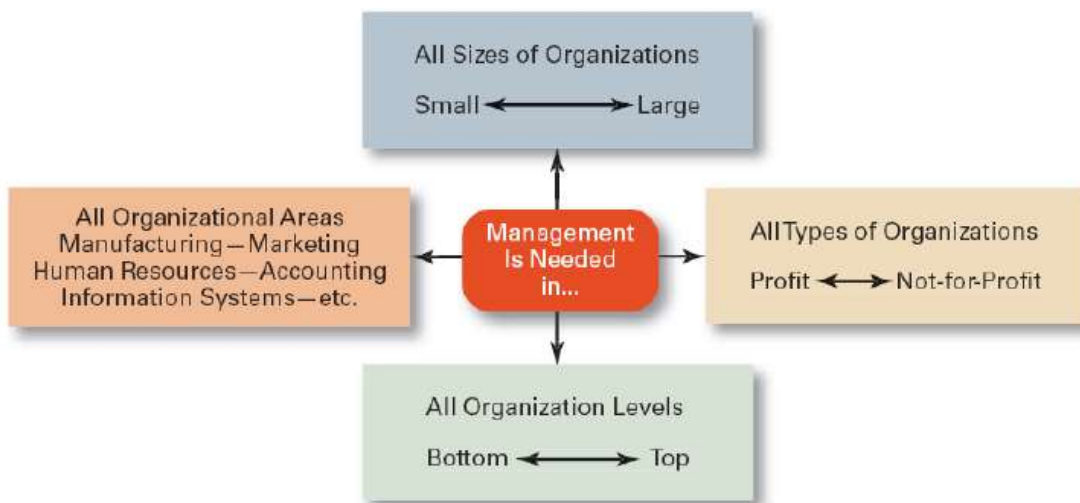 All Sizes of Organizations
Small Large
All Organizational Areas
Manufacturing—Marketing
Human Resources—Accounting
Information Systems—etc.
Management
Is Needed
in...
All Types of Organizations
Profit Not-for-Profit
All Organization Levels
Bottom Top